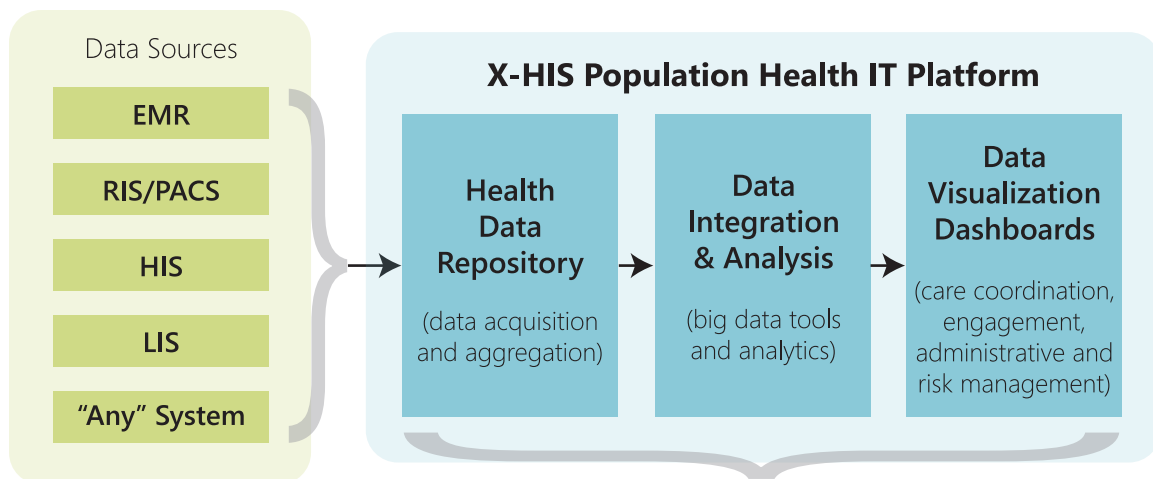 Data Sources
EMR
RIS/PACS
HIS
LIS
“Any” System
X-HIS Population Health IT Platform
Health
Data
Repository
(data acquisition
and aggregation)
Data
Integration
& Analysis
(big data tools
and analytics)
Data
Visualization
Dashboards
(care coordination,
engagement,
administrative and
risk management)